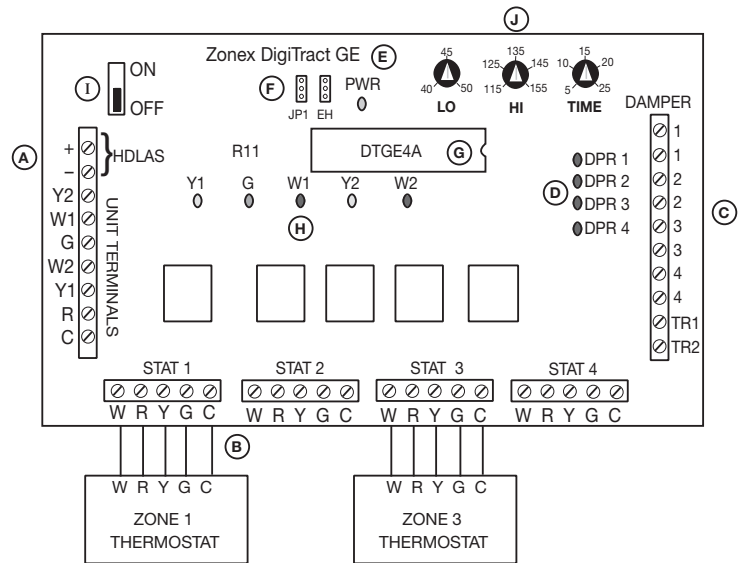 J
Zonex DigiTract GE E
ON
I
OFF
F
JP1 EH
PWR
45
40 50
LO
135
125 145
115 155
HI
15
10 20
5 25
TIME
DAMPER
A
+
–
HDLAS
Y2
W1
G
W2
Y1
R
C
UNIT TERMINALS
R11
DTGE4A G
Y1 G W1 Y2 W2
H
DPR 1
DPR 2
DPR 3
DPR 4
D
1
1
2
2
3
3
4
4
TR1
TR2
C
STAT 1 STAT 2 STAT 3 STAT 4
W R Y G C W R Y G C W R Y G C W R Y G C
B
W R Y G C W R Y G C
ZONE 1
THERMOSTAT
ZONE 3
THERMOSTAT